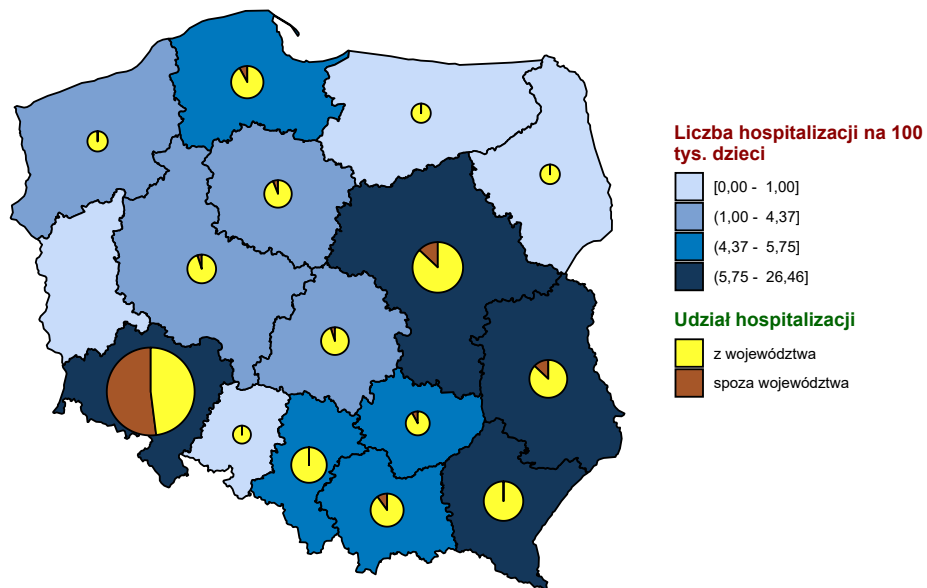 Liczba hospitalizacji na 100
tys. dzieci
[0,00 - 1,00]
(1,00 - 4,37]
(4,37 - 5,75]
(5,75 - 26,46]
Udział hospitalizacji
z województwa
spoza województwa